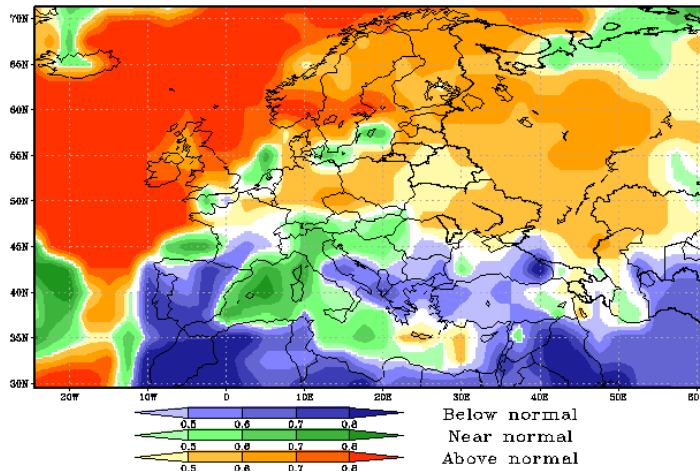 70N
65N
60N
55N
50N
45N
40N
35N
30N
20W 10W 0 10E 20E 30E 40E 50E 60E
0.5 0.6 0.7 0.8 Below normal
0.5 0.6 0.7 0.8 Near normal
0.5 0.6 0.7 0.8 Above normal